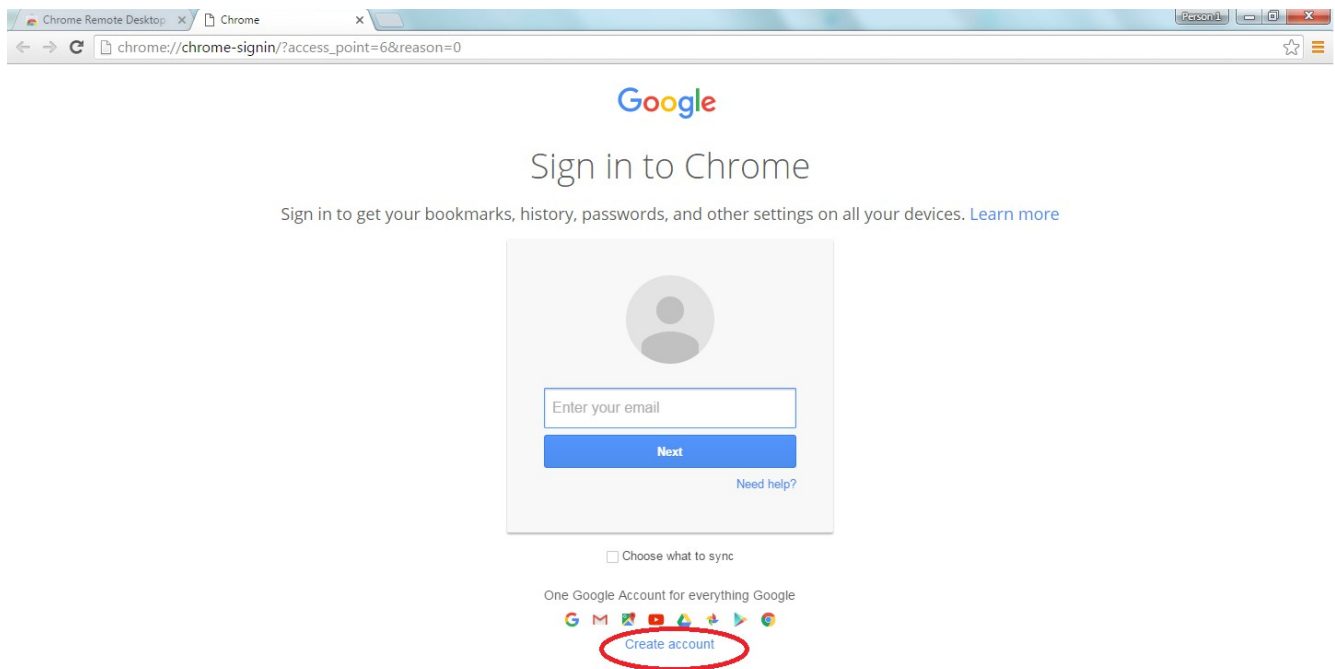 Chrome Remote Desktop
Chrome
Person 1
chrome://chrome-signin/?access_point=6&reason=0
Google
Sign in to Chrome
Sign in to get your bookmarks, history, passwords, and other settings on all your devices. Learn more
Enter your email
Next
Need help?
Choose what to sync
One Google Account for everything Google
Create account